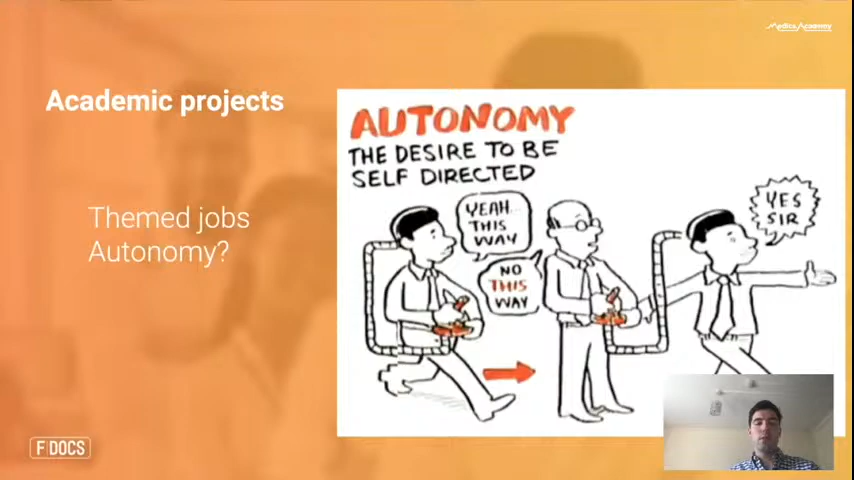 Medics.Academy
Academic projects
Themed jobs
Autonomy?
AUTONOMY
THE DESIRE TO BE
SELF DIRECTED
YEAH
THIS
WAY
NO
THIS
WAY
YES
SIR
F|DOCS